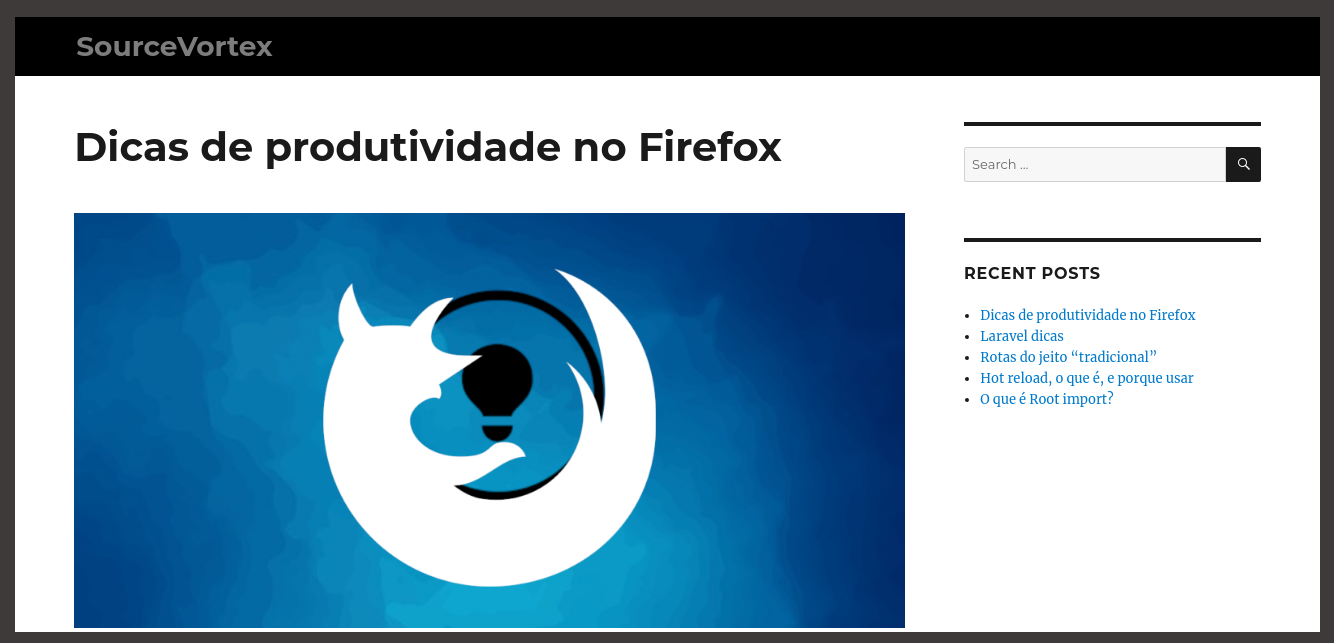 SourceVortex
Dicas de produtividade no Firefox
Search ...
RECENT POSTS
Dicas de produtividade no Firefox
Laravel dicas
Rotas do jeito “tradicional”
Hot reload, o que é, e porque usar
O que é Root import?